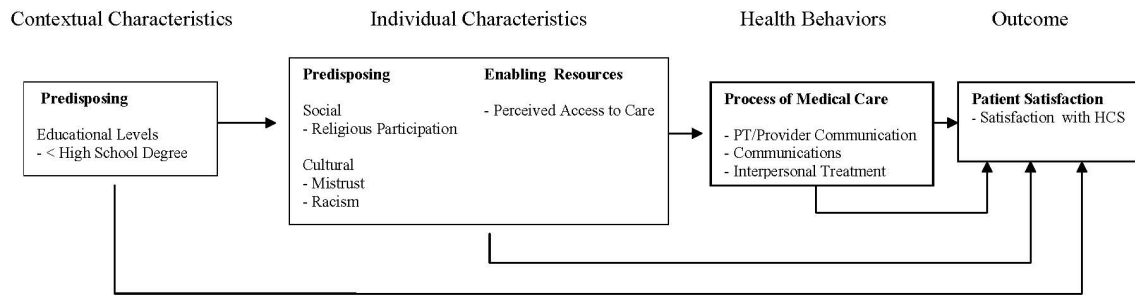 Contextual Characteristics
Individual Characteristics
Health Behaviors
Outcome
Predisposing
Educational Levels
- < High School Degree
Predisposing
Social
- Religious Participation
Cultural
- Mistrust
- Racism
Enabling Resources
- Perceived Access to Care
Process of Medical Care
- PT/Provider Communication
- Communications
- Interpersonal Treatment
Patient Satisfaction
- Satisfaction with HCS